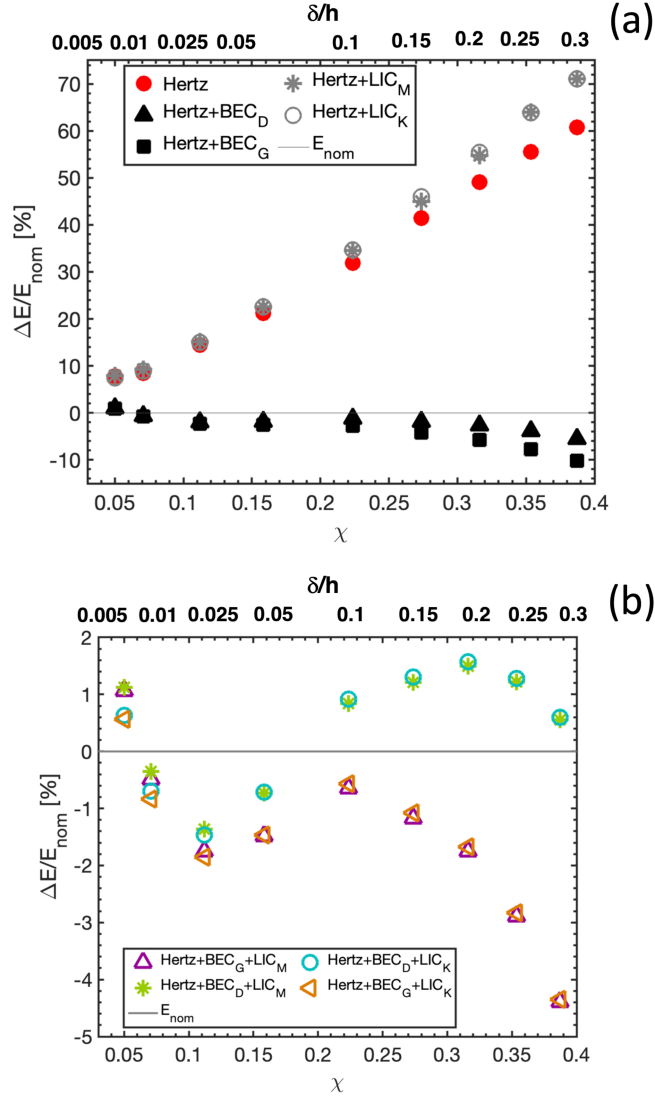 δ/h
(a)
0.005 0.01 0.025 0.05 0.1 0.15 0.2 0.25 0.3
70
60
50
40
30
20
10
0
-10
ΔE/E_nom [%]
Hertz
Hertz+BEC_D
Hertz+BEC_G
Hertz+LIC_M
Hertz+LIC_K
E_nom
0.05 0.1 0.15 0.2 0.25 0.3 0.35 0.4
χ
δ/h
(b)
0.005 0.01 0.025 0.05 0.1 0.15 0.2 0.25 0.3
2
1
0
-1
-2
-3
-4
-5
ΔE/E_nom [%]
Hertz+BEC_G+LIC_M
Hertz+BEC_D+LIC_M
E_nom
Hertz+BEC_D+LIC_K
Hertz+BEC_G+LIC_K
0.05 0.1 0.15 0.2 0.25 0.3 0.35 0.4
χ